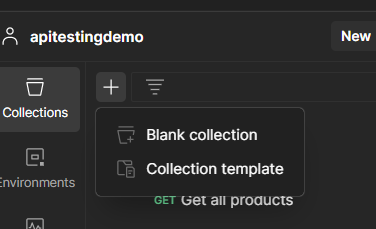 apitestingdemo
New
Collections
Blank collection
Collection template
Environments
GET Get all products